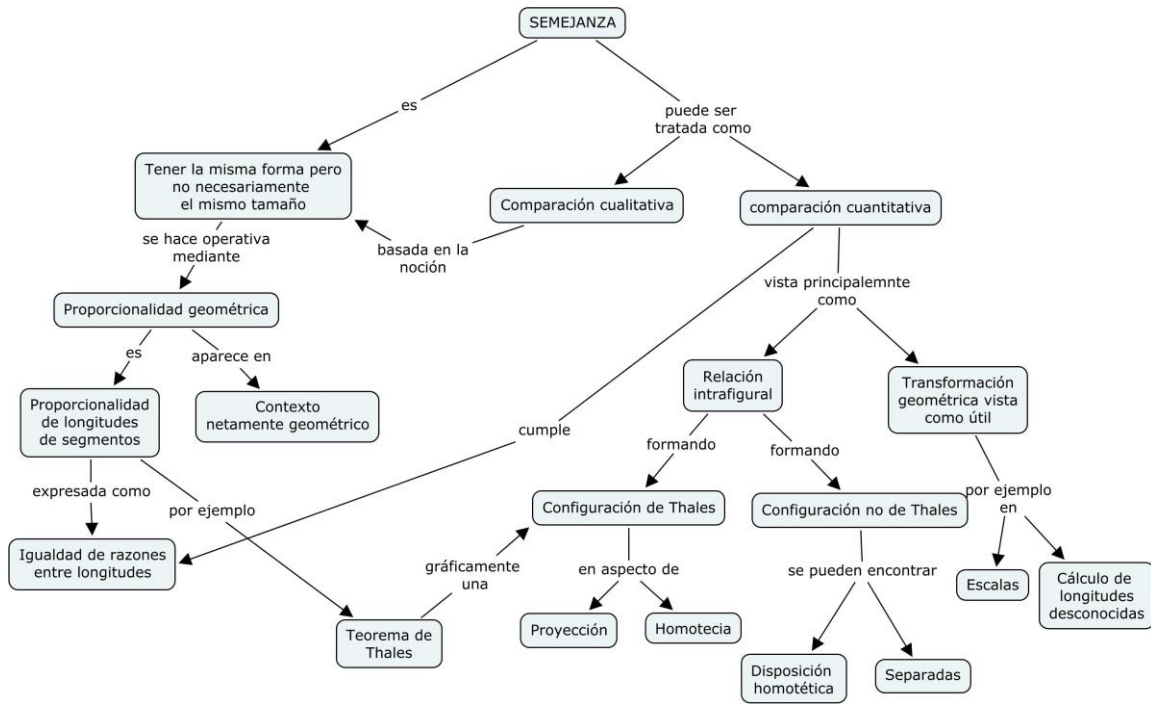 SEMEJANZA
es
puede ser
tratada como
Tener la misma forma pero
no necesariamente
el mismo tamaño
Comparación cualitativa
comparación cuantitativa
se hace operativa
mediante
basada en la
noción
vista principalemnte
como
Proporcionalidad geométrica
es
aparece en
Relación
intrafigural
Transformación
geométrica vista
como útil
Proporcionalidad
de longitudes
de segmentos
Contexto
netamente geométrico
cumple
formando
formando
expresada como
por ejemplo
por ejemplo
en
Configuración de Thales
Configuración no de Thales
Igualdad de razones
entre longitudes
gráficamente
una
en aspecto de
se pueden encontrar
Escalas
Cálculo de
longitudes
desconocidas
Teorema de
Thales
Proyección
Homotecia
Disposición
homotética
Separadas